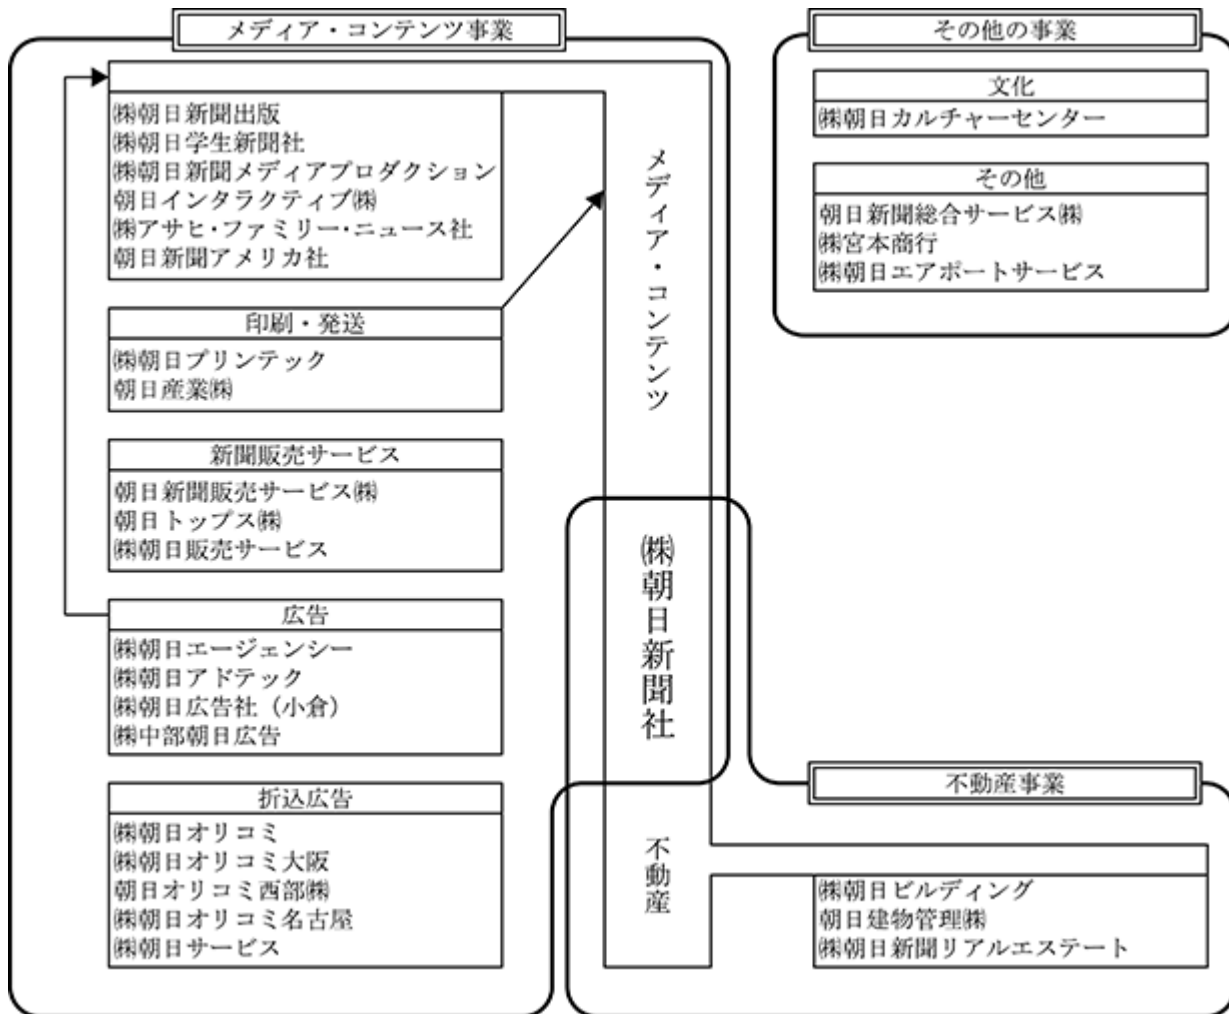 メディア・コンテンツ事業
㈱朝日新聞出版
㈱朝日学生新聞社
㈱朝日新聞メディアプロダクション
朝日インタラクティブ㈱
㈱アサヒ・ファミリー・ニュース社
朝日新聞アメリカ社
印刷・発送
㈱朝日プリンテック
朝日産業㈱
新聞販売サービス
朝日新聞販売サービス㈱
朝日トップス㈱
㈱朝日販売サービス
広告
㈱朝日エージェンシー
㈱朝日アドテック
㈱朝日広告社（小倉）
㈱中部朝日広告
折込広告
㈱朝日オリコミ
㈱朝日オリコミ大阪
朝日オリコミ西部㈱
㈱朝日オリコミ名古屋
㈱朝日サービス
メディア・コンテンツ
㈱朝日新聞社
不動産
その他の事業
文化
㈱朝日カルチャーセンター
その他
朝日新聞総合サービス㈱
㈱宮本商行
㈱朝日エアポートサービス
不動産事業
㈱朝日ビルディング
朝日建物管理㈱
㈱朝日新聞リアルエステート